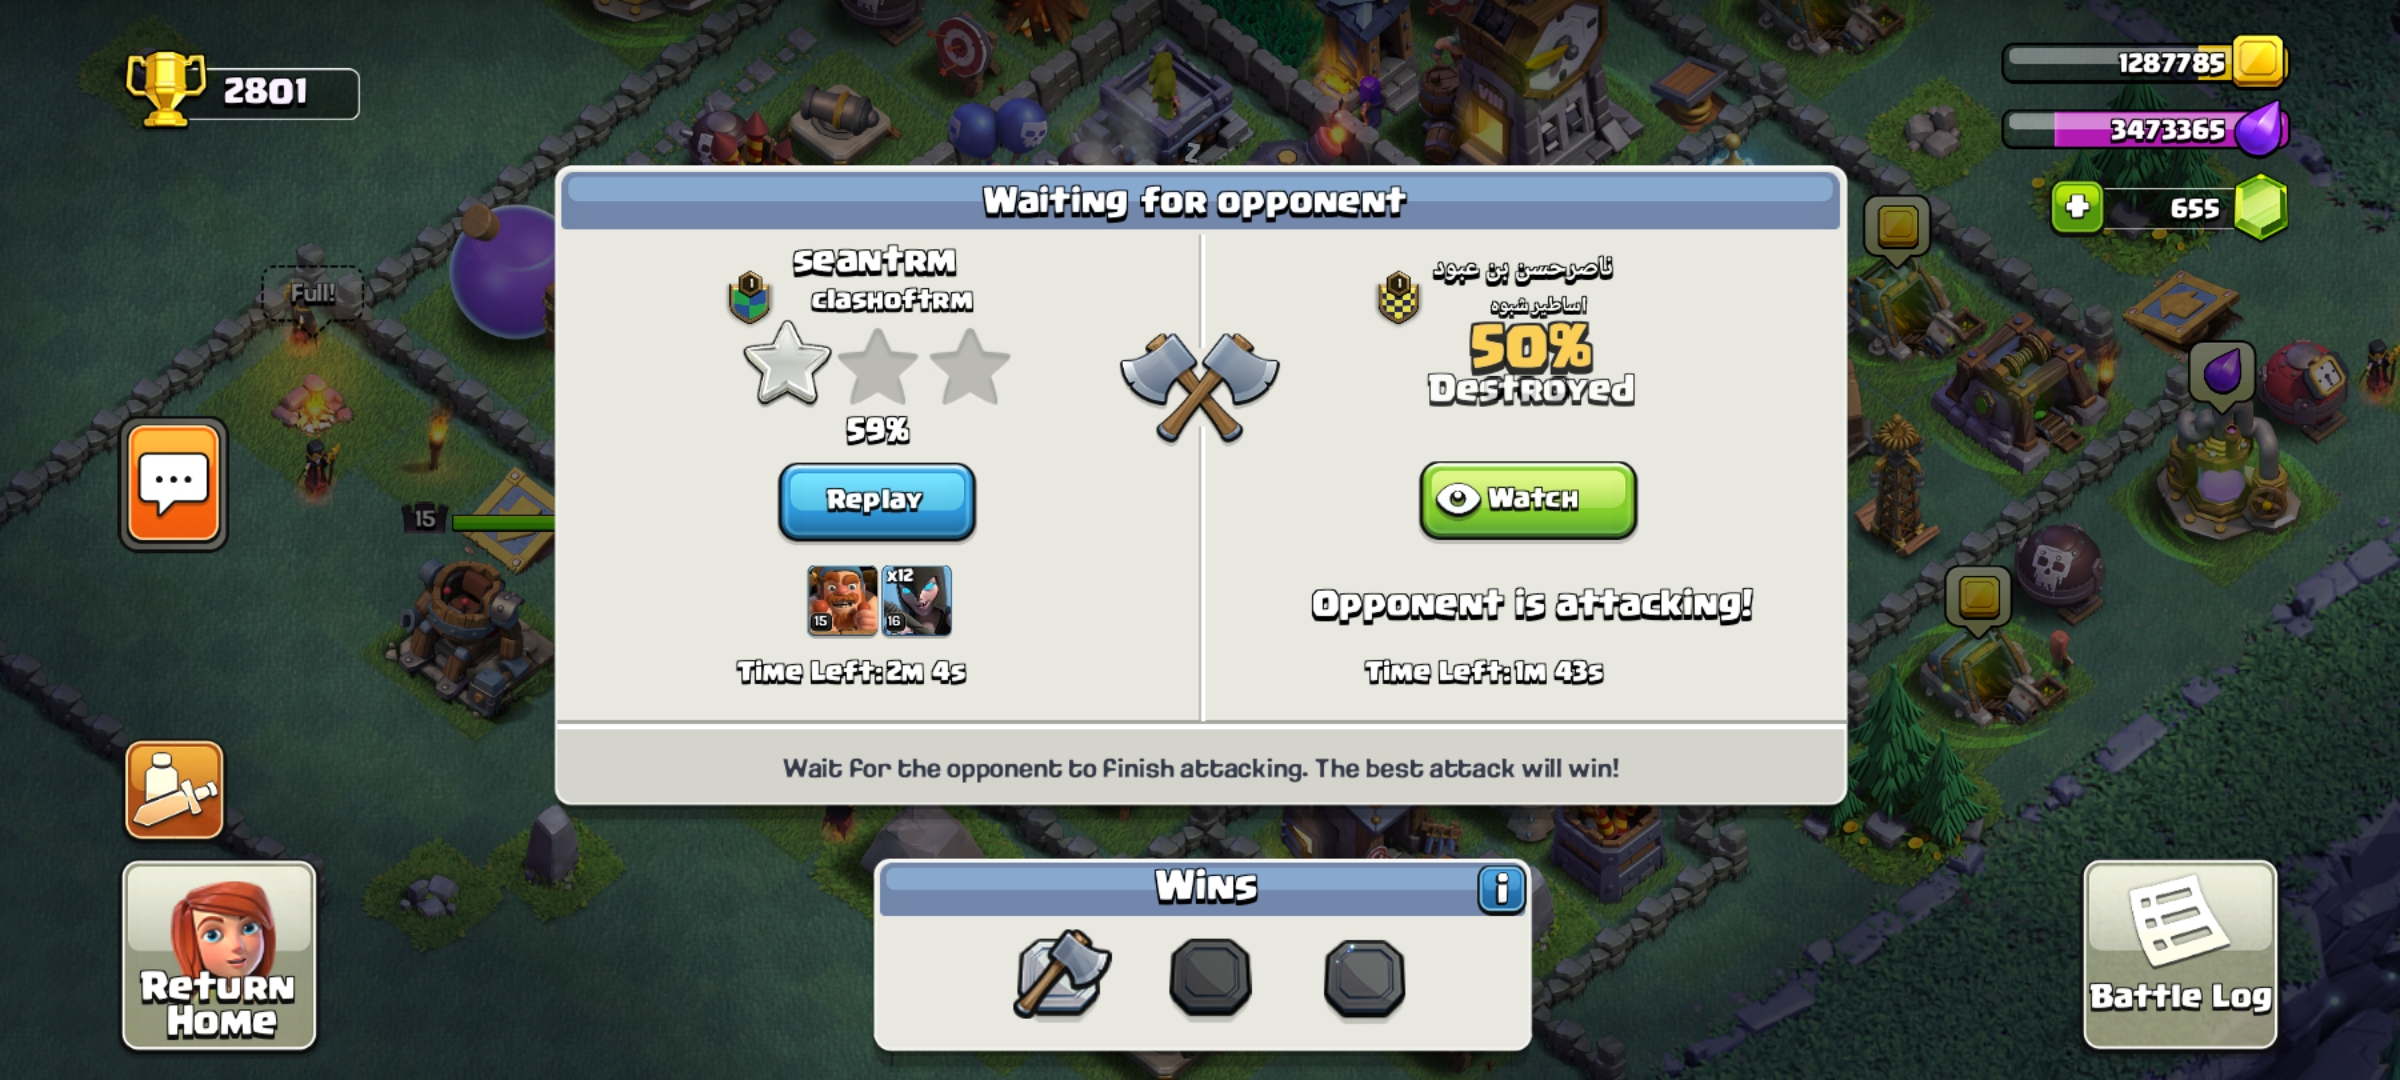 2801
1287785
3473365
655
Full!
15
Waiting for opponent
seantrm
clashoftrm
1
59%
Replay
x12
15
16
Time Left:2m 4s
ناصرحسن بن عبود
اساطير شبوه
1
50%
Destroyed
Watch
Opponent is attacking!
Time Left:1m 43s
Wait for the opponent to finish attacking. The best attack will win!
Wins
i
Return
Home
Battle Log